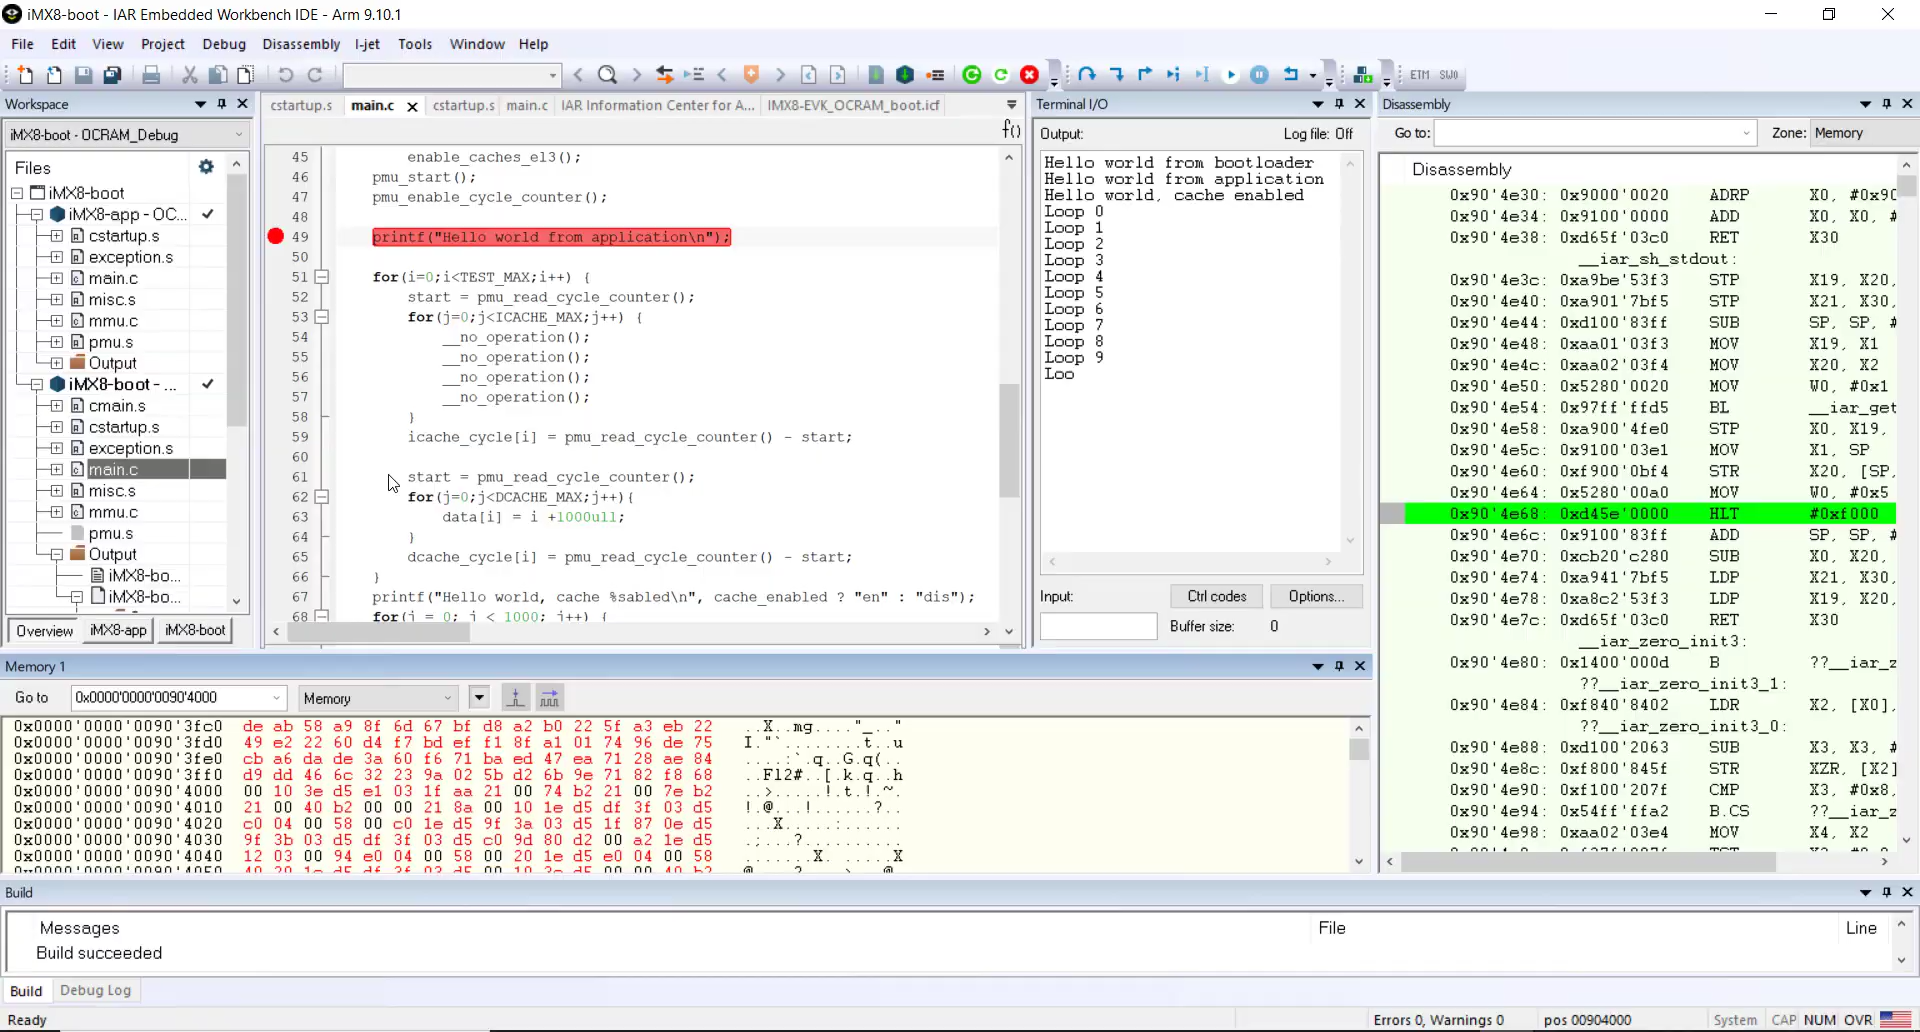 iMX8-boot - IAR Embedded Workbench IDE - Arm 9.10.1
File Edit View Project Debug Disassembly I-jet Tools Window Help
ETM SWO
Workspace
iMX8-boot - OCRAM_Debug
Files
iMX8-boot
iMX8-app - OC...
cstartup.s
exception.s
main.c
misc.s
mmu.c
pmu.s
Output
iMX8-boot - ...
cmain.s
cstartup.s
exception.s
main.c
misc.s
mmu.c
pmu.s
Output
iMX8-bo...
iMX8-bo...
Overview iMX8-app iMX8-boot
cstartup.s main.c cstartup.s main.c IAR Information Center for A... IMX8-EVK_OCRAM_boot.icf
f()
45 enable_caches_el3();
46 pmu_start();
47 pmu_enable_cycle_counter();
48
49 printf("Hello world from application\n");
50
51 for(i=0;i<TEST_MAX;i++) {
52 start = pmu_read_cycle_counter();
53 for(j=0;j<ICACHE_MAX;j++) {
54 __no_operation();
55 __no_operation();
56 __no_operation();
57 __no_operation();
58 }
59 icache_cycle[i] = pmu_read_cycle_counter() - start;
60
61 start = pmu_read_cycle_counter();
62 for(j=0;j<DCACHE_MAX;j++){
63 data[i] = i +1000ull;
64 }
65 dcache_cycle[i] = pmu_read_cycle_counter() - start;
66 }
67 printf("Hello world, cache %sabled\n", cache_enabled ? "en" : "dis");
68 for(i = 0; i < 1000; i++) {
Terminal I/O
Output: Log file: Off
Hello world from bootloader
Hello world from application
Hello world, cache enabled
Loop 0
Loop 1
Loop 2
Loop 3
Loop 4
Loop 5
Loop 6
Loop 7
Loop 8
Loop 9
Loo
Input: Ctrl codes Options...
Buffer size: 0
Disassembly
Go to: Zone: Memory
Disassembly
0x90'4e30: 0x9000'0020 ADRP X0, #0x90
0x90'4e34: 0x9100'0000 ADD X0, X0, #
0x90'4e38: 0xd65f'03c0 RET X30
__iar_sh_stdout:
0x90'4e3c: 0xa9be'53f3 STP X19, X20,
0x90'4e40: 0xa901'7bf5 STP X21, X30,
0x90'4e44: 0xd100'83ff SUB SP, SP, #
0x90'4e48: 0xaa01'03f3 MOV X19, X1
0x90'4e4c: 0xaa02'03f4 MOV X20, X2
0x90'4e50: 0x5280'0020 MOV W0, #0x1
0x90'4e54: 0x97ff'ffd5 BL __iar_get
0x90'4e58: 0xa900'4fe0 STP X0, X19,
0x90'4e5c: 0x9100'03e1 MOV X1, SP
0x90'4e60: 0xf900'0bf4 STR X20, [SP,
0x90'4e64: 0x5280'00a0 MOV W0, #0x5
0x90'4e68: 0xd45e'0000 HLT #0xf000
0x90'4e6c: 0x9100'83ff ADD SP, SP, #
0x90'4e70: 0xcb20'c280 SUB X0, X20,
0x90'4e74: 0xa941'7bf5 LDP X21, X30,
0x90'4e78: 0xa8c2'53f3 LDP X19, X20,
0x90'4e7c: 0xd65f'03c0 RET X30
__iar_zero_init3:
0x90'4e80: 0x1400'000d B ??__iar_z
??__iar_zero_init3_1:
0x90'4e84: 0xf840'8402 LDR X2, [X0],
??__iar_zero_init3_0:
0x90'4e88: 0xd100'2063 SUB X3, X3, #
0x90'4e8c: 0xf800'845f STR XZR, [X2]
0x90'4e90: 0xf100'207f CMP X3, #0x8,
0x90'4e94: 0x54ff'ffa2 B.CS ??__iar_z
0x90'4e98: 0xaa02'03e4 MOV X4, X2
Memory 1
Go to 0x0000'0000'0090'4000 Memory
0x0000'0000'0090'3fc0 de ab 58 a9 8f 6d 67 bf d8 a2 b0 22 5f a3 eb 22 ..X..mg...."_.."
0x0000'0000'0090'3fd0 49 e2 22 60 d4 f7 bd ef f1 8f a1 01 74 96 de 75 I."`........t..u
0x0000'0000'0090'3fe0 cb a6 da de 3a 60 f6 71 ba ed 47 ea 71 28 ae 84 ....:`.q..G.q(..
0x0000'0000'0090'3ff0 d9 dd 46 6c 32 23 9a 02 5b d2 6b 9e 71 82 f8 68 ..Fl2#..[.k.q..h
0x0000'0000'0090'4000 00 10 3e d5 e1 03 1f aa 21 00 74 b2 21 00 7e b2 ..>.....!.t.!.~.
0x0000'0000'0090'4010 21 00 40 b2 00 00 21 8a 00 10 1e d5 df 3f 03 d5 !.@...!......?..
0x0000'0000'0090'4020 c0 04 00 58 00 c0 1e d5 9f 3a 03 d5 1f 87 0e d5 ...X.....:......
0x0000'0000'0090'4030 9f 3b 03 d5 df 3f 03 d5 c0 9d 80 d2 00 a2 1e d5 .;...?..........
0x0000'0000'0090'4040 12 03 00 94 e0 04 00 58 00 20 1e d5 e0 04 00 58 .......X. .....X
Build
Messages File Line
Build succeeded
Build Debug Log
Ready Errors 0, Warnings 0 pos 00904000 System CAP NUM OVR